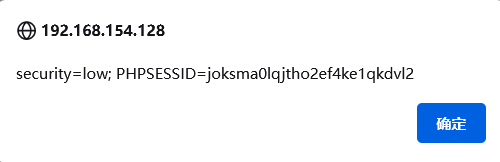 192.168.154.128
security=low; PHPSESSID=joksma0lqjtho2ef4ke1qkdvl2
确定